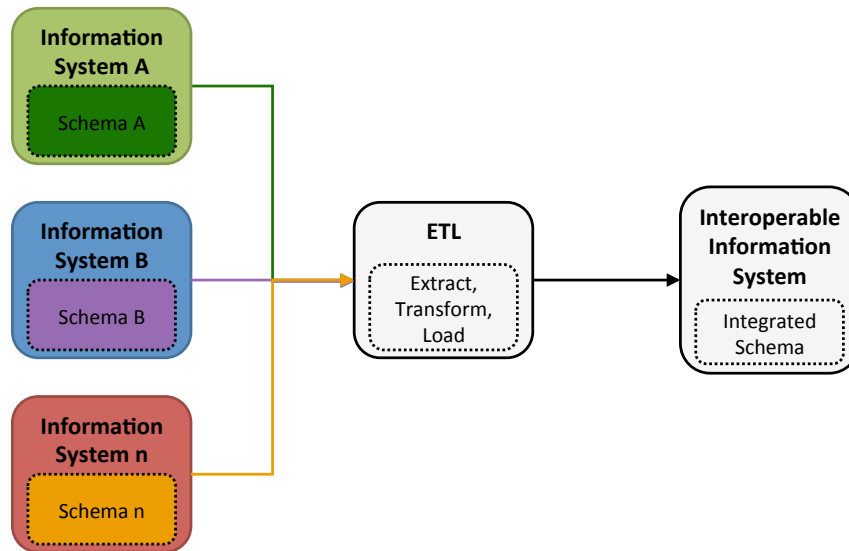 Information
System A
Schema A
Information
System B
Schema B
Information
System n
Schema n
ETL
Extract,
Transform,
Load
Interoperable
Information
System
Integrated
Schema